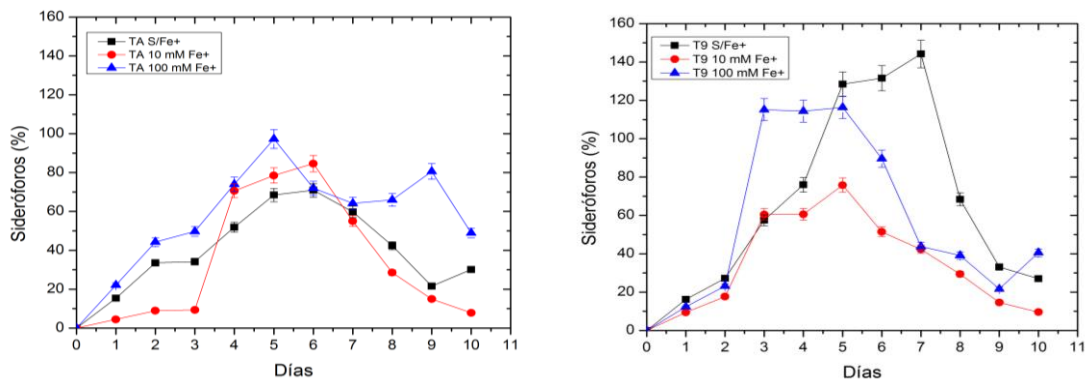 160
140
120
100
80
60
40
20
0
Sideróforos (%)
TA S/Fe+
TA 10 mM Fe+
TA 100 mM Fe+
0 1 2 3 4 5 6 7 8 9 10 11
Días
160
140
120
100
80
60
40
20
0
Sideróforos (%)
T9 S/Fe+
T9 10 mM Fe+
T9 100 mM Fe+
0 1 2 3 4 5 6 7 8 9 10 11
Días